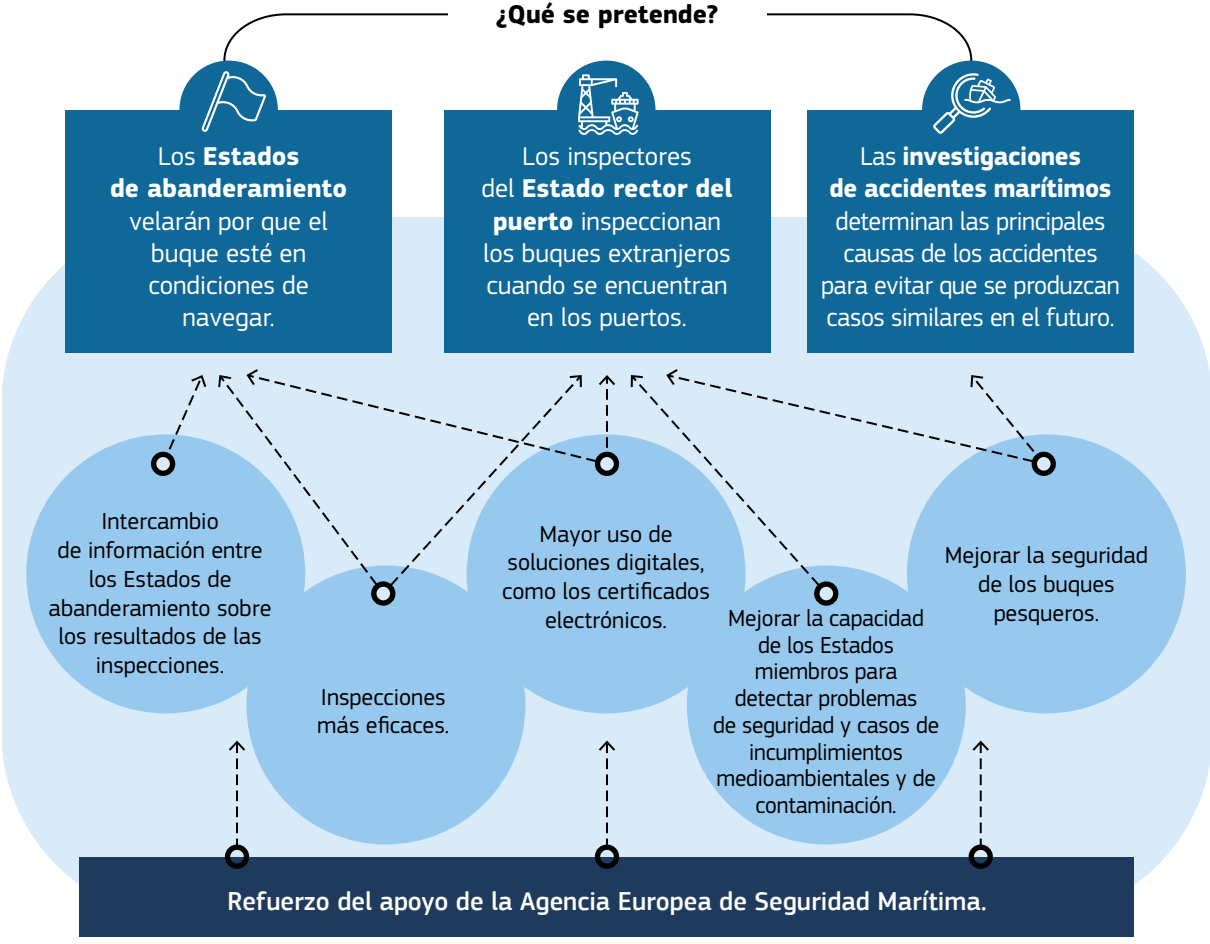 ¿Qué se pretende?
Los Estados
de abanderamiento
velarán por que el
buque esté en
condiciones de
navegar.
Los inspectores
del Estado rector del
puerto inspeccionan
los buques extranjeros
cuando se encuentran
en los puertos.
Las investigaciones
de accidentes marítimos
determinan las principales
causas de los accidentes
para evitar que se produzcan
casos similares en el futuro.
Intercambio
de información entre
los Estados de
abanderamiento sobre
los resultados de las
inspecciones.
Inspecciones
más eficaces.
Mayor uso de
soluciones digitales,
como los certificados
electrónicos.
Mejorar la capacidad
de los Estados
miembros para
detectar problemas
de seguridad y casos de
incumplimientos
medioambientales y de
contaminación.
Mejorar la seguridad
de los buques
pesqueros.
Refuerzo del apoyo de la Agencia Europea de Seguridad Marítima.